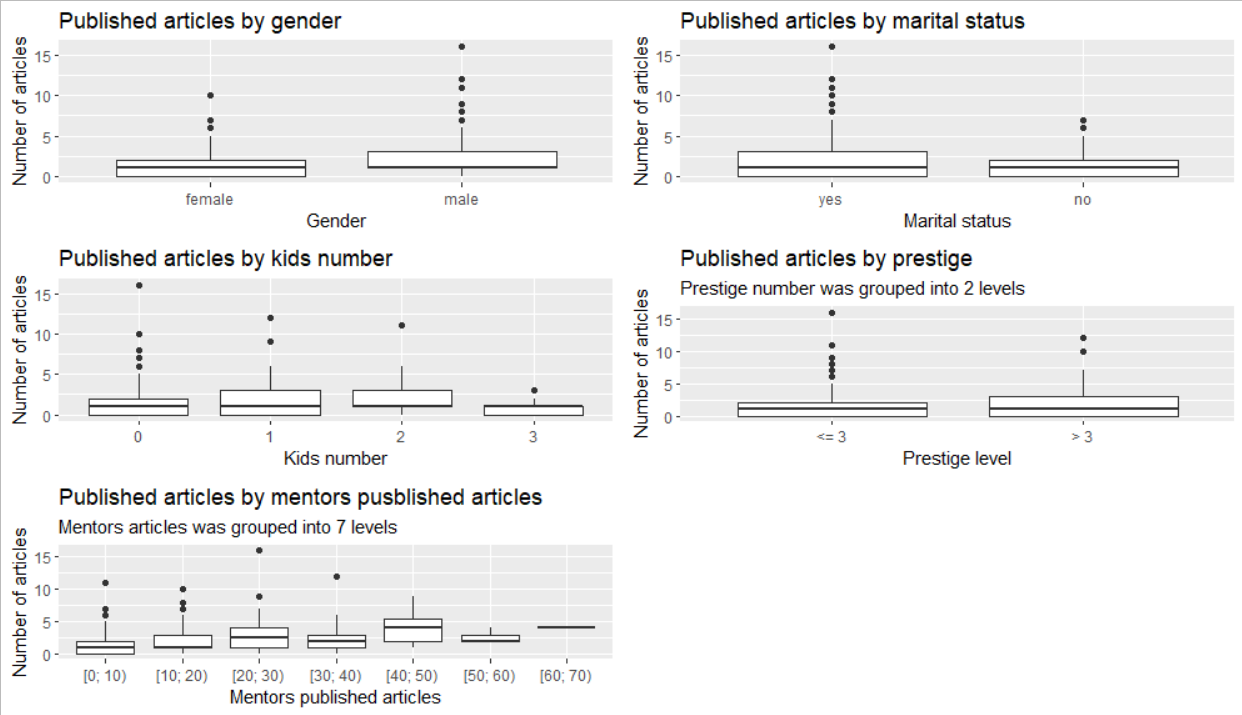 Published articles by gender
Number of articles
15
10
5
0
female male
Gender
Published articles by marital status
Number of articles
15
10
5
0
yes no
Marital status
Published articles by kids number
Number of articles
15
10
5
0
0 1 2 3
Kids number
Published articles by prestige
Prestige number was grouped into 2 levels
Number of articles
15
10
5
0
<= 3 > 3
Prestige level
Published articles by mentors pusblished articles
Mentors articles was grouped into 7 levels
Number of articles
15
10
5
0
[0; 10) [10; 20) [20; 30) [30; 40) [40; 50) [50; 60) [60; 70)
Mentors published articles